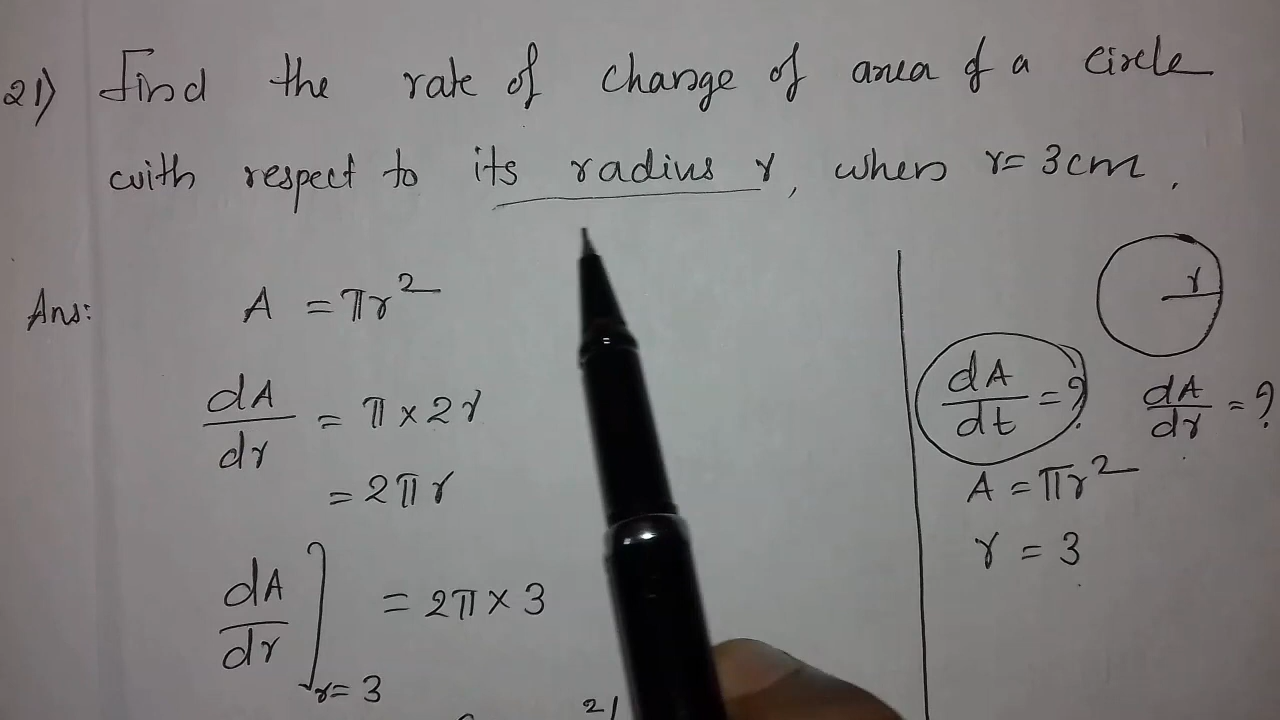 21) Find the rate of change of area of a circle
with respect to its radius r, when r = 3cm.
Ans: A = πr²
dA/dr = π × 2r
= 2πr
dA/dr]r=3 = 2π × 3
21
r
dA/dt = ? dA/dr = ?
A = πr²
r = 3